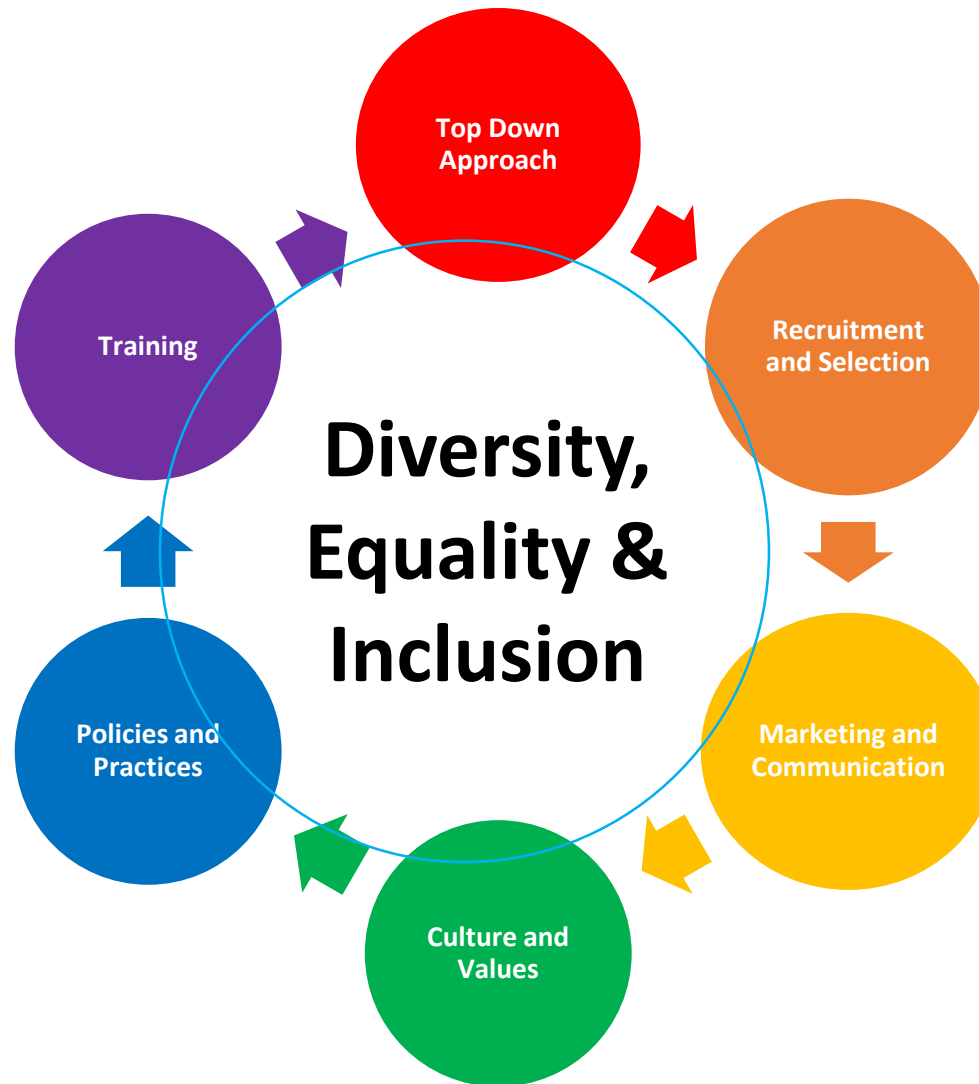 Top Down
Approach
Recruitment
and Selection
Marketing and
Communication
Culture and
Values
Policies and
Practices
Training
Diversity,
Equality &
Inclusion